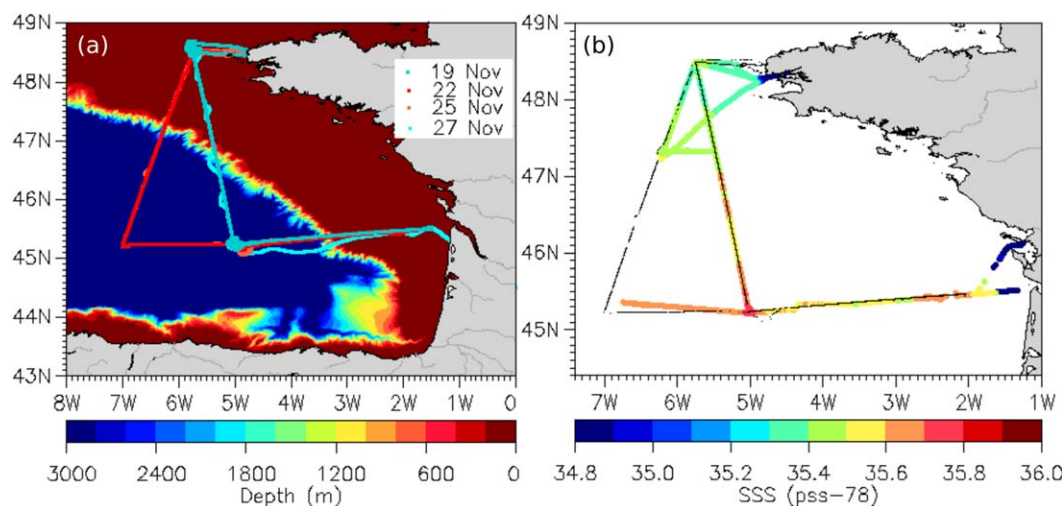 49N
48N
47N
46N
45N
44N
43N
(a)
19 Nov
22 Nov
25 Nov
27 Nov
8W 7W 6W 5W 4W 3W 2W 1W 0
3000 2400 1800 1200 600 0
Depth (m)
49N
48N
47N
46N
45N
(b)
7W 6W 5W 4W 3W 2W 1W
34.8 35.0 35.2 35.4 35.6 35.8 36.0
SSS (pss-78)